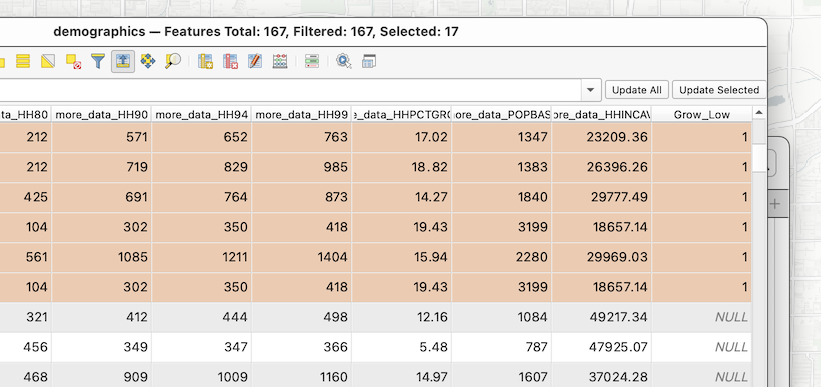 demographics — Features Total: 167, Filtered: 167, Selected: 17
Update All Update Selected
ta_HH80 more_data_HH90 more_data_HH94 more_data_HH99 e_data_HHPCTGR ore_data_POPBAS ore_data_HHINCAV Grow_Low
212 571 652 763 17.02 1347 23209.36 1
212 719 829 985 18.82 1383 26396.26 1
425 691 764 873 14.27 1840 29777.49 1
104 302 350 418 19.43 3199 18657.14 1
561 1085 1211 1404 15.94 2280 29969.03 1
104 302 350 418 19.43 3199 18657.14 1
321 412 444 498 12.16 1084 49217.34 NULL
456 349 347 366 5.48 787 47925.07 NULL
468 909 1009 1160 14.97 1607 37024.28 NULL